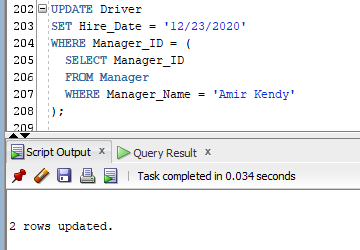 202 UPDATE Driver
203 SET Hire_Date = '12/23/2020'
204 WHERE Manager_ID = (
205 SELECT Manager_ID
206 FROM Manager
207 WHERE Manager_Name = 'Amir Kendy'
208 );
209
Script Output x Query Result x
Task completed in 0.034 seconds
2 rows updated.